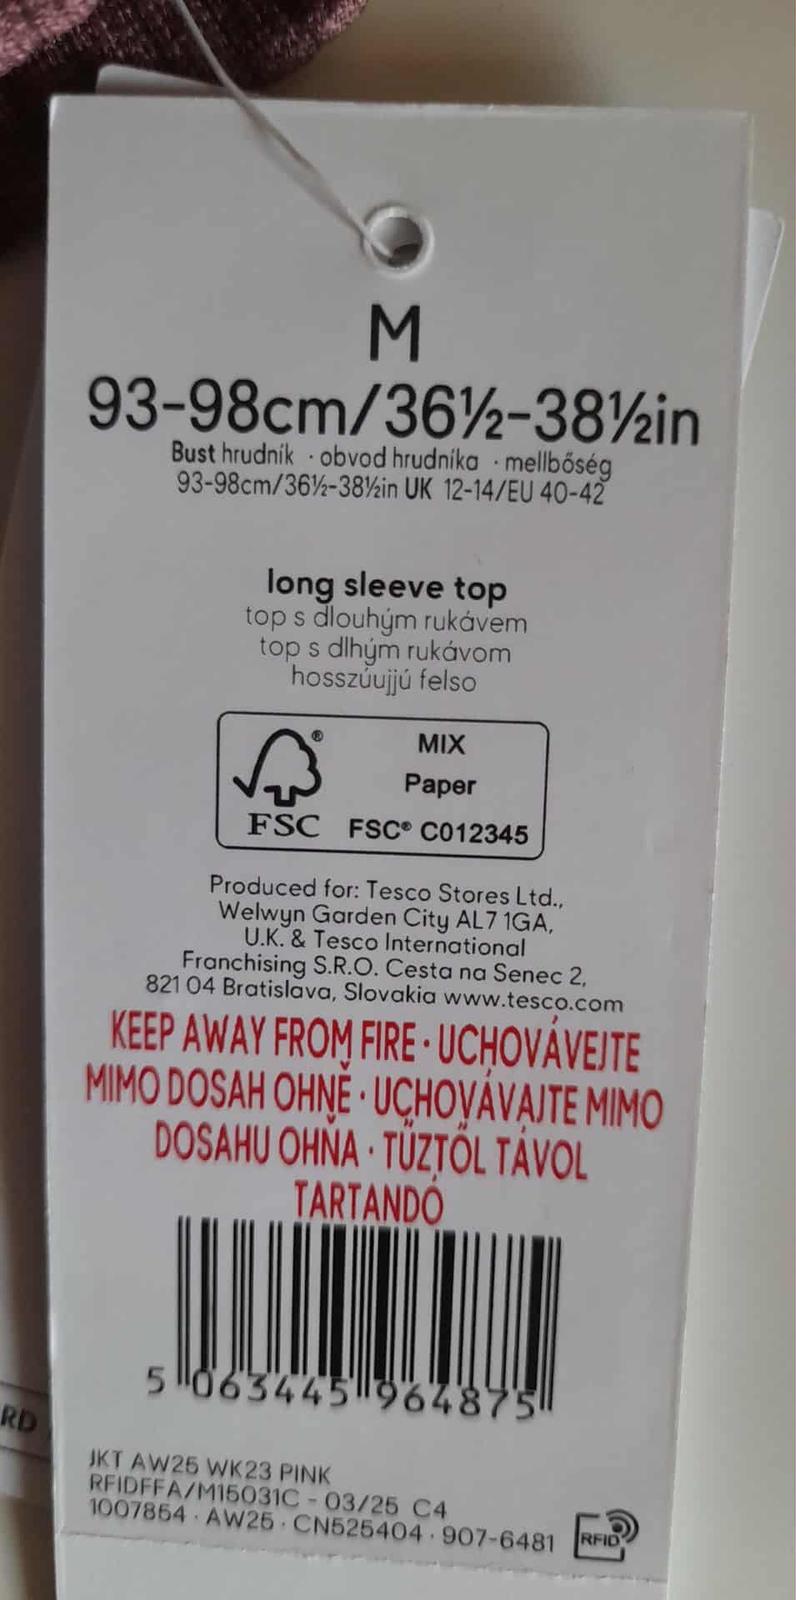 M
93-98cm/36½-38½in
Bust hrudník · obvod hrudníka · mellbőség
93-98cm/36½-38½in UK 12-14/EU 40-42
long sleeve top
top s dlouhým rukávem
top s dlhým rukávom
hosszúujjú felso
MIX
Paper
FSC® C012345
FSC
Produced for: Tesco Stores Ltd.,
Welwyn Garden City AL7 1GA,
U.K. & Tesco International
Franchising S.R.O. Cesta na Senec 2,
821 04 Bratislava, Slovakia www.tesco.com
KEEP AWAY FROM FIRE · UCHOVÁVEJTE
MIMO DOSAH OHNĚ · UCHOVÁVAJTE MIMO
DOSAHU OHŇA · TŰZTŐL TÁVOL
TARTANDÓ
5 063445 964875
JKT AW25 WK23 PINK
RFIDFFA/M15031C - 03/25 C4
1007854 · AW25 · CN525404 · 907-6481
RFID
RD